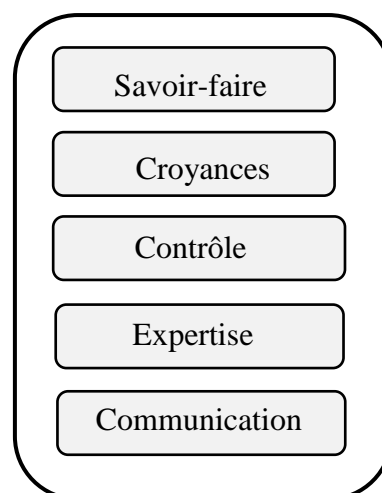 Savoir-faire
Croyances
Contrôle
Expertise
Communication